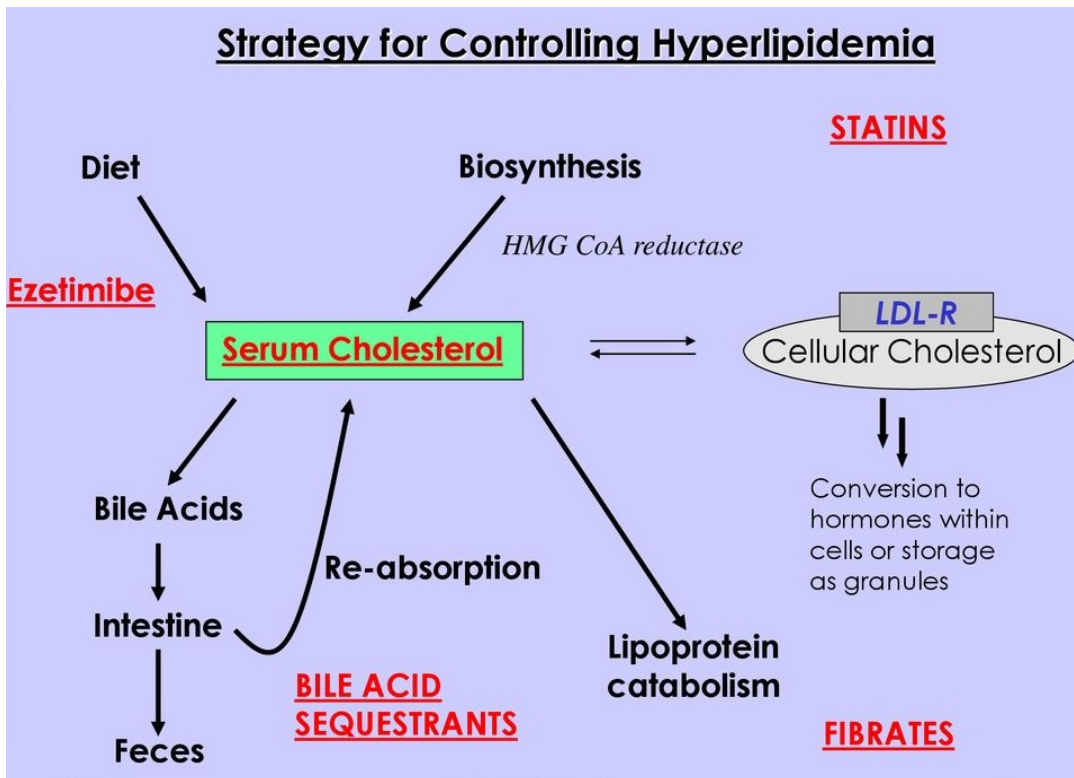 Strategy for Controlling Hyperlipidemia
STATINS
Diet
Biosynthesis
HMG CoA reductase
Ezetimibe
LDL-R
Serum Cholesterol
Cellular Cholesterol
Bile Acids
Conversion to
hormones within
cells or storage
as granules
Re-absorption
Intestine
Lipoprotein
catabolism
BILE ACID
SEQUESTRANTS
FIBRATES
Feces